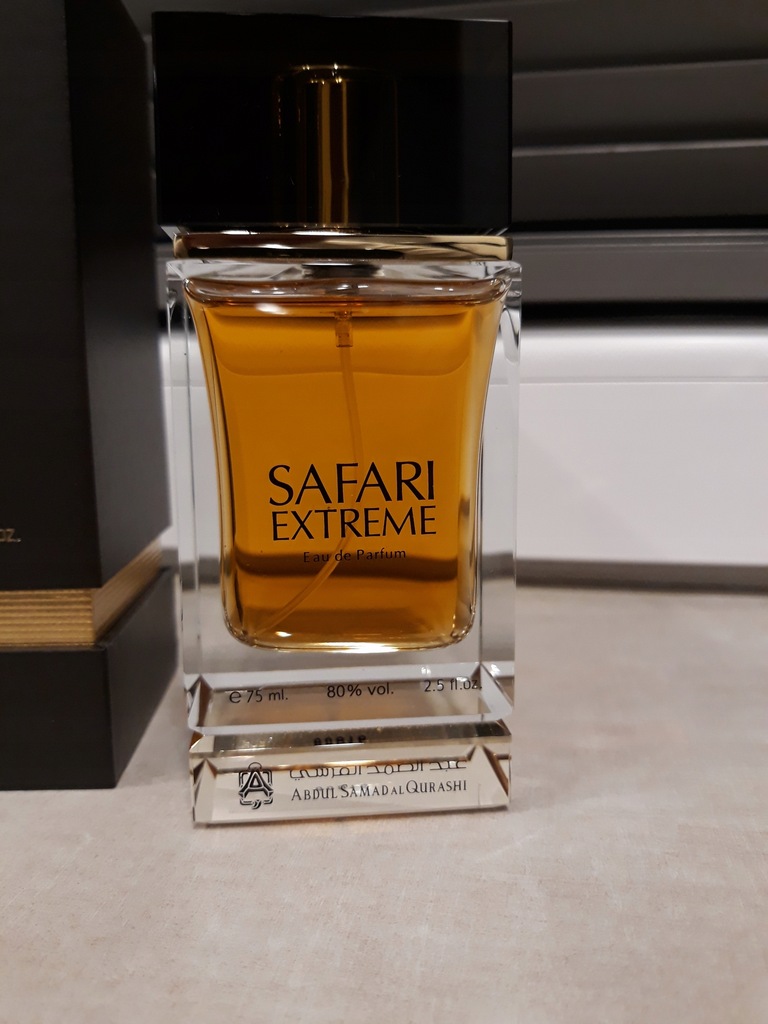 SAFARI
EXTREME
Eau de Parfum
℮ 75 ml. 80% vol. 2.5 fl.oz.
عبد الصمد القرشي
ABDUL SAMAD AL QURASHI
OZ.